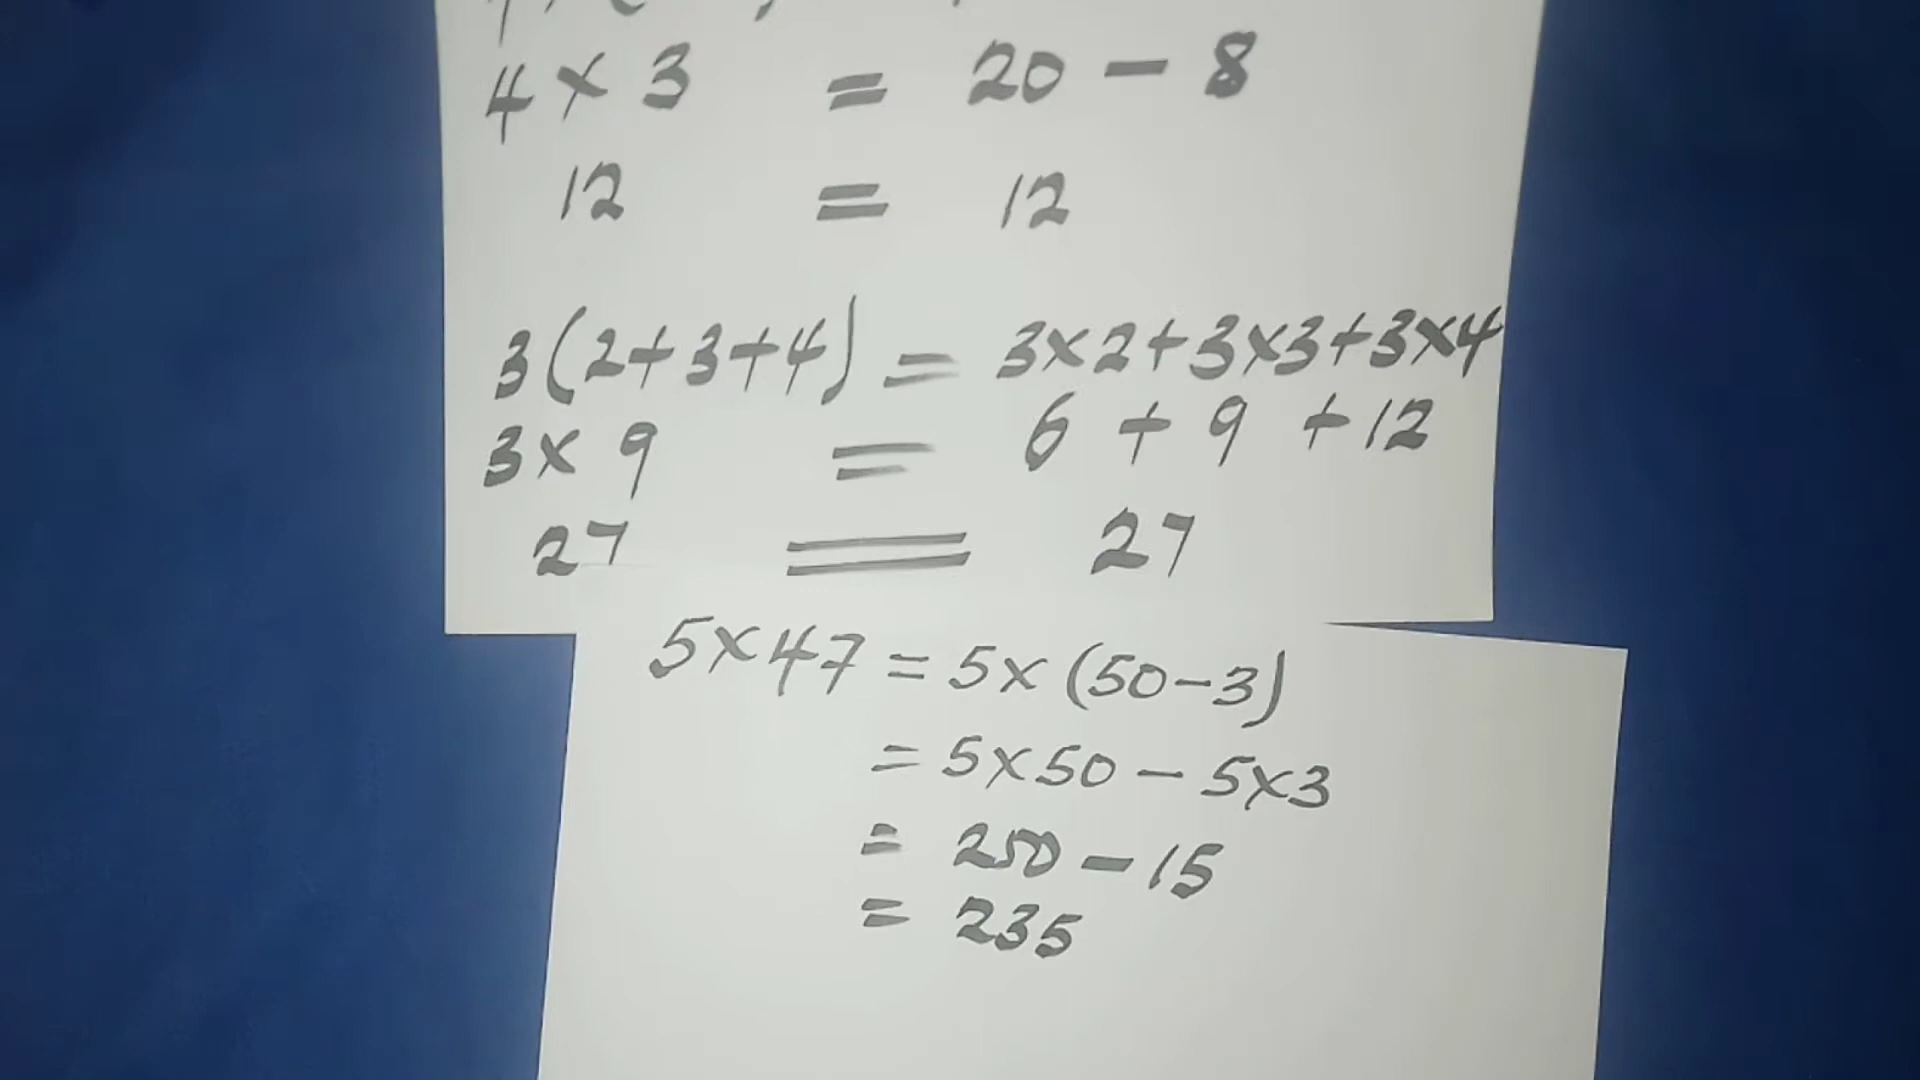 4 × 3 = 20 - 8
12 = 12
3(2+3+4) = 3×2+3×3+3×4
3× 9 = 6 + 9 + 12
27 = 27
5×47 = 5×(50-3)
= 5×50 - 5×3
= 250 - 15
= 235